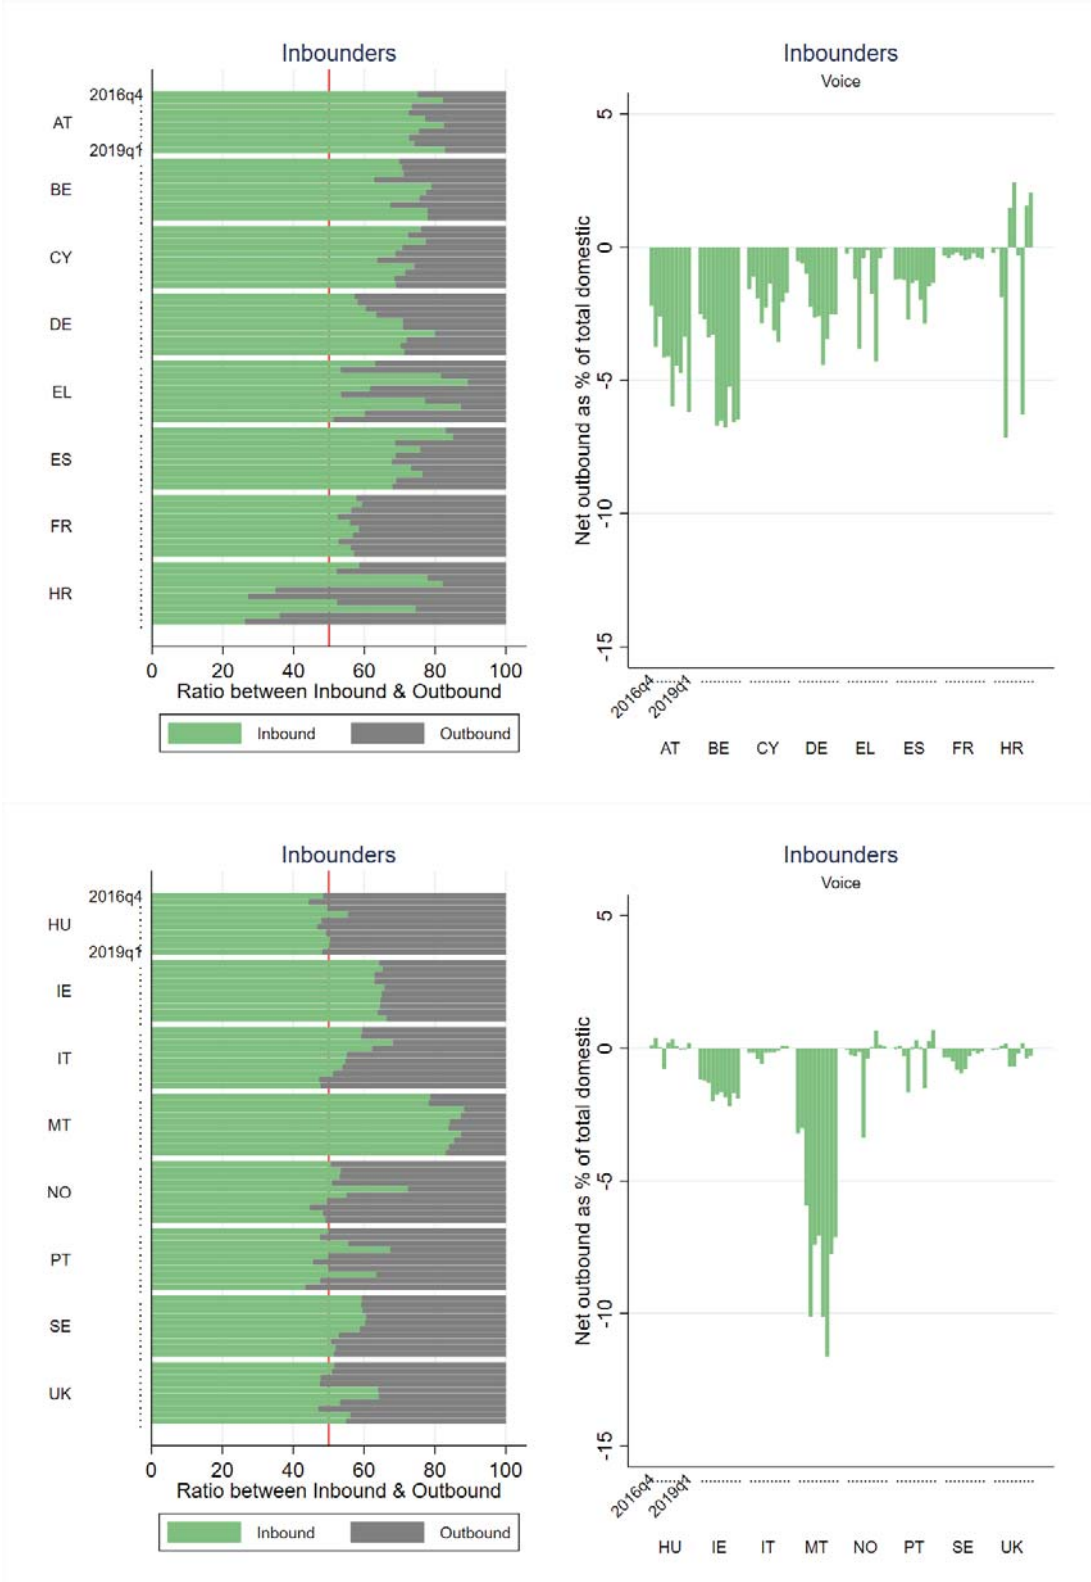 Inbounders
2016q4
AT
2019q1
BE
CY
DE
EL
ES
FR
HR
0 20 40 60 80 100
Ratio between Inbound & Outbound
Inbound Outbound
Inbounders
Voice
Net outbound as % of total domestic
5
0
-5
-10
-15
2016q4 2019q1
AT BE CY DE EL ES FR HR
Inbounders
2016q4
HU
2019q1
IE
IT
MT
NO
PT
SE
UK
0 20 40 60 80 100
Ratio between Inbound & Outbound
Inbound Outbound
Inbounders
Voice
Net outbound as % of total domestic
5
0
-5
-10
-15
2016q4 2019q1
HU IE IT MT NO PT SE UK